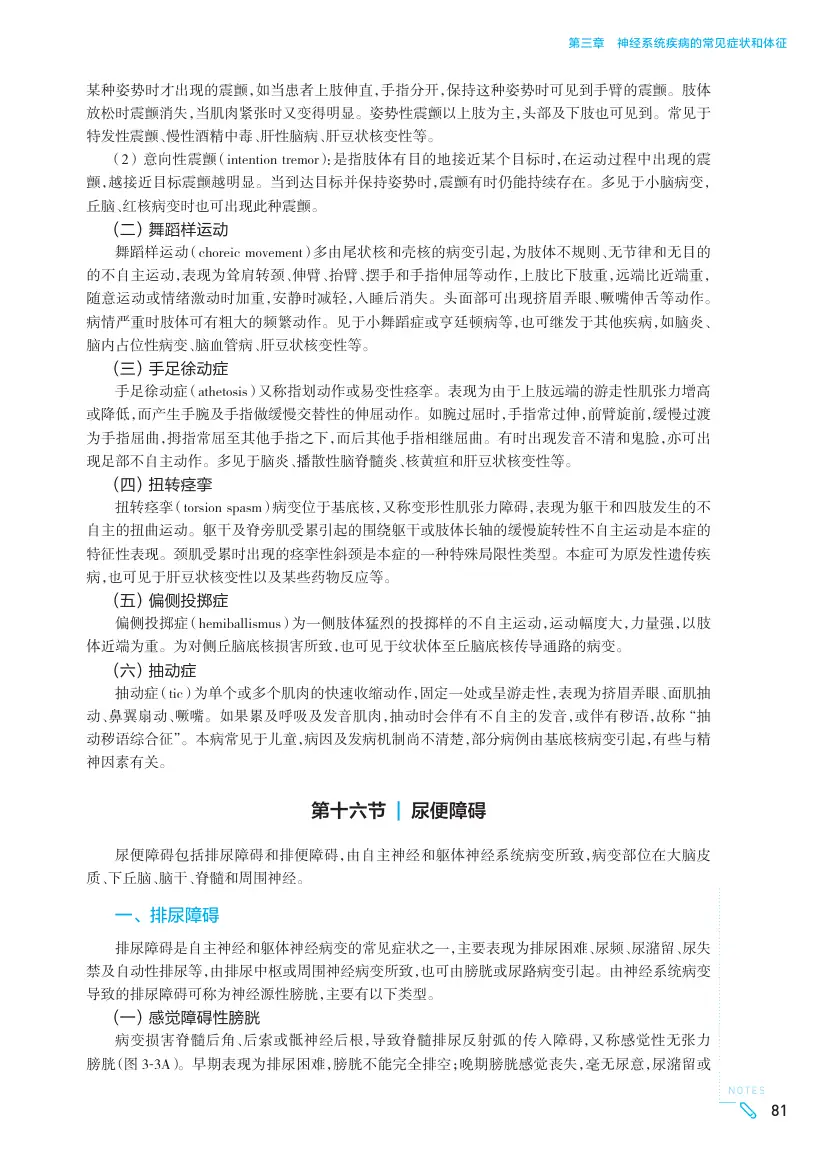 第三章 神经系统疾病的常见症状和体征
某种姿势时才出现的震颤，如当患者上肢伸直，手指分开，保持这种姿势时可见到手臂的震颤。肢体
放松时震颤消失，当肌肉紧张时又变得明显。姿势性震颤以上肢为主，头部及下肢也可见到。常见于
特发性震颤、慢性酒精中毒、肝性脑病、肝豆状核变性等。
（2）意向性震颤（intention tremor）：是指肢体有目的地接近某个目标时，在运动过程中出现的震
颤，越接近目标震颤越明显。当到达目标并保持姿势时，震颤有时仍能持续存在。多见于小脑病变，
丘脑、红核病变时也可出现此种震颤。
（二）舞蹈样运动
舞蹈样运动（choreic movement）多由尾状核和壳核的病变引起，为肢体不规则、无节律和无目的
的不自主运动，表现为耸肩转颈、伸臂、抬臂、摆手和手指伸屈等动作，上肢比下肢重，远端比近端重，
随意运动或情绪激动时加重，安静时减轻，入睡后消失。头面部可出现挤眉弄眼、噘嘴伸舌等动作。
病情严重时肢体可有粗大的频繁动作。见于小舞蹈症或亨廷顿病等，也可继发于其他疾病，如脑炎、
脑内占位性病变、脑血管病、肝豆状核变性等。
（三）手足徐动症
手足徐动症（athetosis）又称指划动作或易变性痉挛。表现为由于上肢远端的游走性肌张力增高
或降低，而产生手腕及手指做缓慢交替性的伸屈动作。如腕过屈时，手指常过伸，前臂旋前，缓慢过渡
为手指屈曲，拇指常屈至其他手指之下，而后其他手指相继屈曲。有时出现发音不清和鬼脸，亦可出
现足部不自主动作。多见于脑炎、播散性脑脊髓炎、核黄疸和肝豆状核变性等。
（四）扭转痉挛
扭转痉挛（torsion spasm）病变位于基底核，又称变形性肌张力障碍，表现为躯干和四肢发生的不
自主的扭曲运动。躯干及脊旁肌受累引起的围绕躯干或肢体长轴的缓慢旋转性不自主运动是本症的
特征性表现。颈肌受累时出现的痉挛性斜颈是本症的一种特殊局限性类型。本症可为原发性遗传疾
病，也可见于肝豆状核变性以及某些药物反应等。
（五）偏侧投掷症
偏侧投掷症（hemiballismus）为一侧肢体猛烈的投掷样的不自主运动，运动幅度大，力量强，以肢
体近端为重。为对侧丘脑底核损害所致，也可见于纹状体至丘脑底核传导通路的病变。
（六）抽动症
抽动症（tic）为单个或多个肌肉的快速收缩动作，固定一处或呈游走性，表现为挤眉弄眼、面肌抽
动、鼻翼扇动、噘嘴。如果累及呼吸及发音肌肉，抽动时会伴有不自主的发音，或伴有秽语，故称“抽
动秽语综合征”。本病常见于儿童，病因及发病机制尚不清楚，部分病例由基底核病变引起，有些与精
神因素有关。
第十六节 | 尿便障碍
尿便障碍包括排尿障碍和排便障碍，由自主神经和躯体神经系统病变所致，病变部位在大脑皮
质、下丘脑、脑干、脊髓和周围神经。
一、排尿障碍
排尿障碍是自主神经和躯体神经病变的常见症状之一，主要表现为排尿困难、尿频、尿潴留、尿失
禁及自动性排尿等，由排尿中枢或周围神经病变所致，也可由膀胱或尿路病变引起。由神经系统病变
导致的排尿障碍可称为神经源性膀胱，主要有以下类型。
（一）感觉障碍性膀胱
病变损害脊髓后角、后索或骶神经后根，导致脊髓排尿反射弧的传入障碍，又称感觉性无张力
膀胱（图 3-3A）。早期表现为排尿困难，膀胱不能完全排空；晚期膀胱感觉丧失，毫无尿意，尿潴留或
NOTES
81